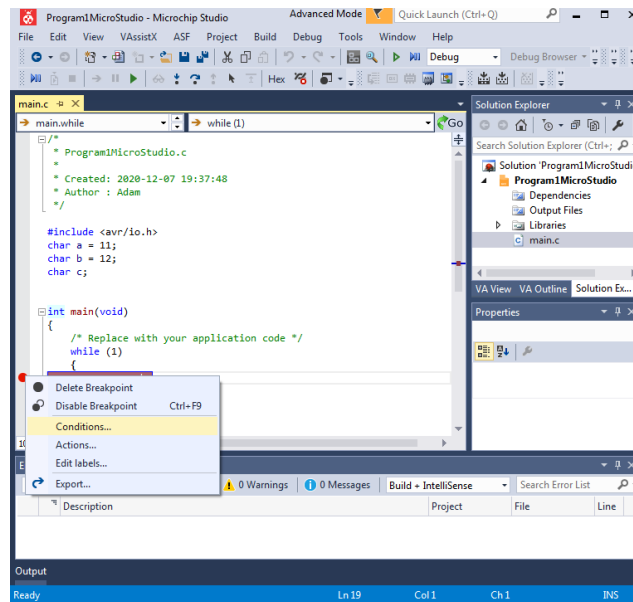 Program1MicroStudio - Microchip Studio
Advanced Mode
Quick Launch (Ctrl+Q)
File Edit View VAssistX ASF Project Build Debug Tools Window Help
Debug Debug Browser
Hex
main.c
main.while while (1) Go
/*
* Program1MicroStudio.c
*
* Created: 2020-12-07 19:37:48
* Author : Adam
*/
#include <avr/io.h>
char a = 11;
char b = 12;
char c;
int main(void)
{
/* Replace with your application code */
while (1)
{
Delete Breakpoint
Disable Breakpoint Ctrl+F9
Conditions...
Actions...
Edit labels...
Export...
Solution Explorer
Search Solution Explorer (Ctrl+;
Solution 'Program1MicroStudi
Program1MicroStudio
Dependencies
Output Files
Libraries
main.c
VA View VA Outline Solution Ex...
Properties
0 Warnings 0 Messages Build + IntelliSense Search Error List
Description Project File Line
Output
Ready Ln 19 Col 1 Ch 1 INS